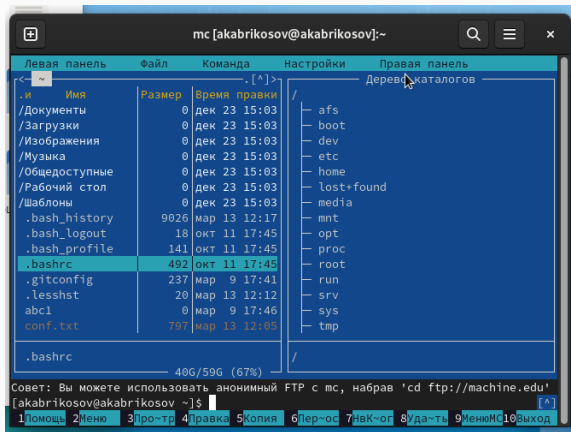 mc [akabrikosov@akabrikosov]:~
Левая панель Файл Команда Настройки Правая панель
<— ~ .[^]> Дерево каталогов
.и Имя Размер Время правки /
/Документы 0 дек 23 15:03 afs
/Загрузки 0 дек 23 15:03 boot
/Изображения 0 дек 23 15:03 dev
/Музыка 0 дек 23 15:03 etc
/Общедоступные 0 дек 23 15:03 home
/Рабочий стол 0 дек 23 15:03 lost+found
/Шаблоны 0 дек 23 15:03 media
.bash_history 9026 мар 13 12:17 mnt
.bash_logout 18 окт 11 17:45 opt
.bash_profile 141 окт 11 17:45 proc
.bashrc 492 окт 11 17:45 root
.gitconfig 237 мар 9 17:41 run
.lesshst 20 мар 13 12:12 srv
abc1 0 мар 9 17:46 sys
conf.txt 797 мар 13 12:05 tmp
.bashrc /
40G/59G (67%)
Совет: Вы можете использовать анонимный FTP с mc, набрав 'cd ftp://machine.edu'
[akabrikosov@akabrikosov ~]$ [^]
1Помощь 2Меню 3Про~тр 4Правка 5Копия 6Пер~ос 7НвК~ог 8Уда~ть 9МенюMC 10Выход